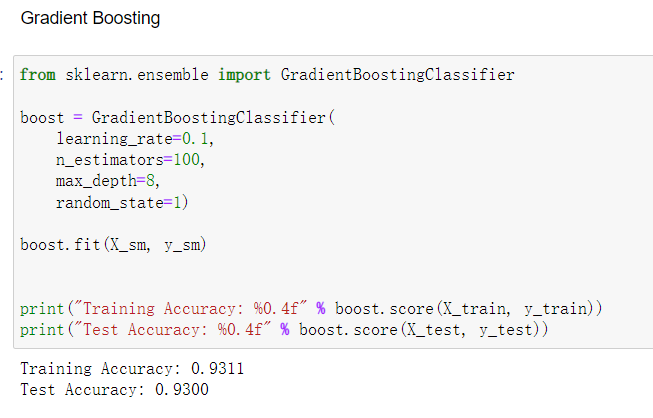 Gradient Boosting
: from sklearn.ensemble import GradientBoostingClassifier
boost = GradientBoostingClassifier(
learning_rate=0.1,
n_estimators=100,
max_depth=8,
random_state=1)
boost.fit(X_sm, y_sm)
print("Training Accuracy: %0.4f" % boost.score(X_train, y_train))
print("Test Accuracy: %0.4f" % boost.score(X_test, y_test))
Training Accuracy: 0.9311
Test Accuracy: 0.9300